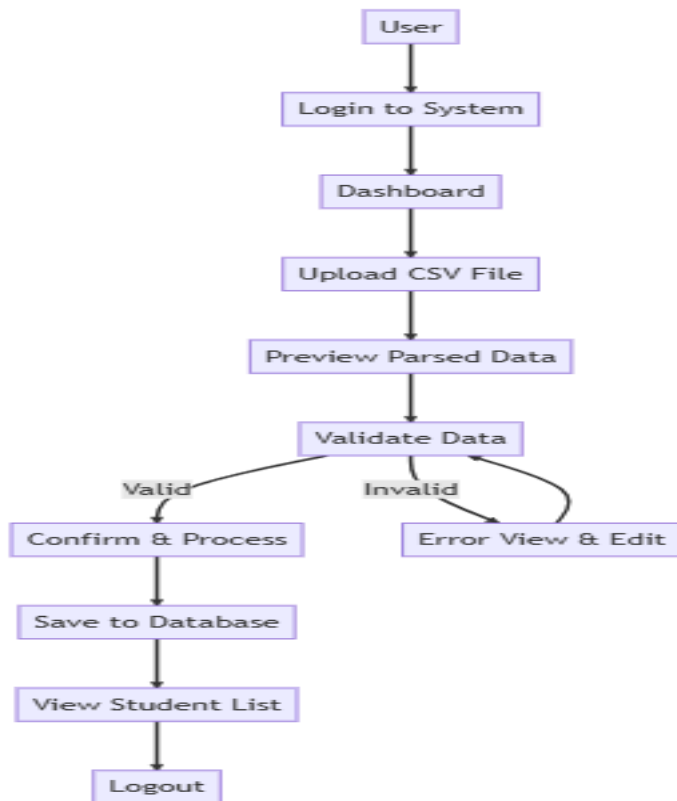 User
Login to System
Dashboard
Upload CSV File
Preview Parsed Data
Validate Data
Valid
Invalid
Confirm & Process
Error View & Edit
Save to Database
View Student List
Logout